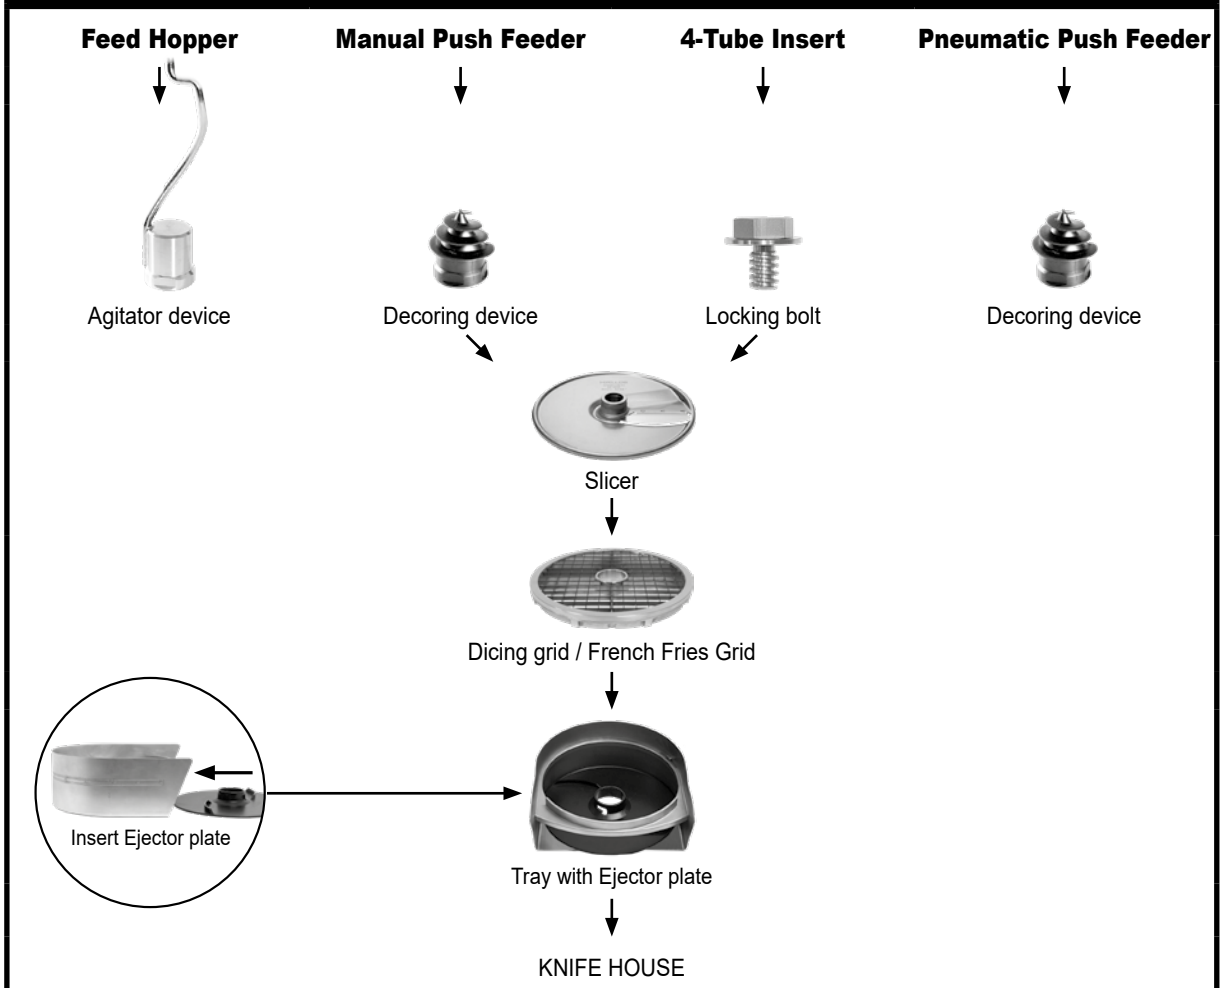 Feed Hopper
Manual Push Feeder
4-Tube Insert
Pneumatic Push Feeder
Agitator device
Decoring device
Locking bolt
Decoring device
Slicer
Dicing grid / French Fries Grid
Insert Ejector plate
Tray with Ejector plate
KNIFE HOUSE